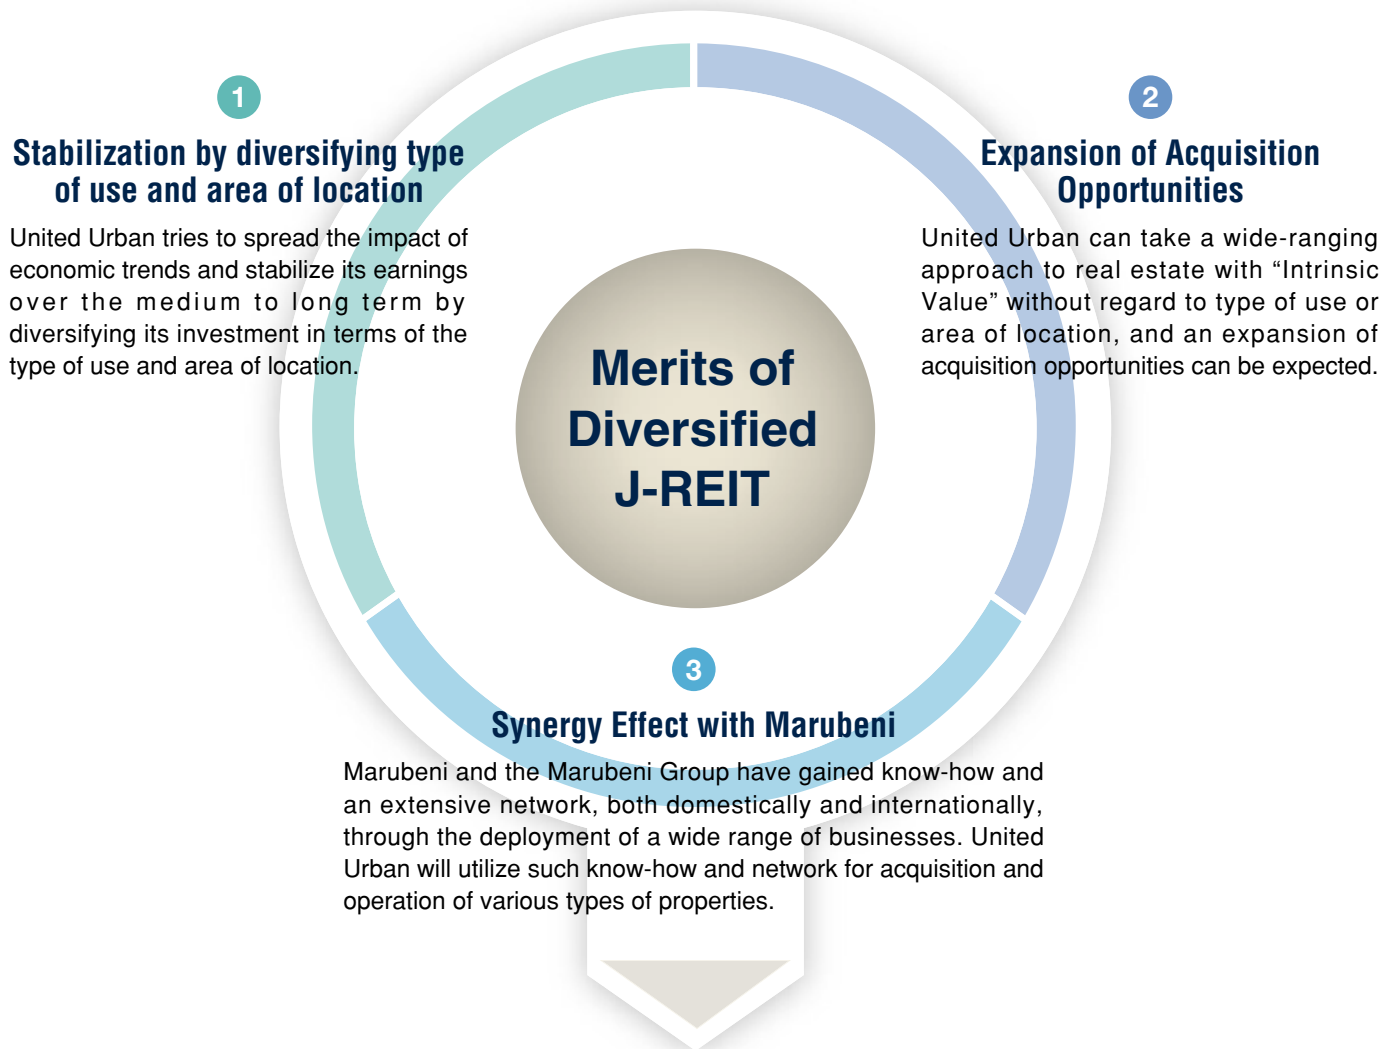 1
Stabilization by diversifying type
of use and area of location
United Urban tries to spread the impact of
economic trends and stabilize its earnings
over the medium to long term by
diversifying its investment in terms of the
type of use and area of location.
2
Expansion of Acquisition
Opportunities
United Urban can take a wide-ranging
approach to real estate with “Intrinsic
Value” without regard to type of use or
area of location, and an expansion of
acquisition opportunities can be expected.
Merits of
Diversified
J-REIT
3
Synergy Effect with Marubeni
Marubeni and the Marubeni Group have gained know-how and
an extensive network, both domestically and internationally,
through the deployment of a wide range of businesses. United
Urban will utilize such know-how and network for acquisition and
operation of various types of properties.